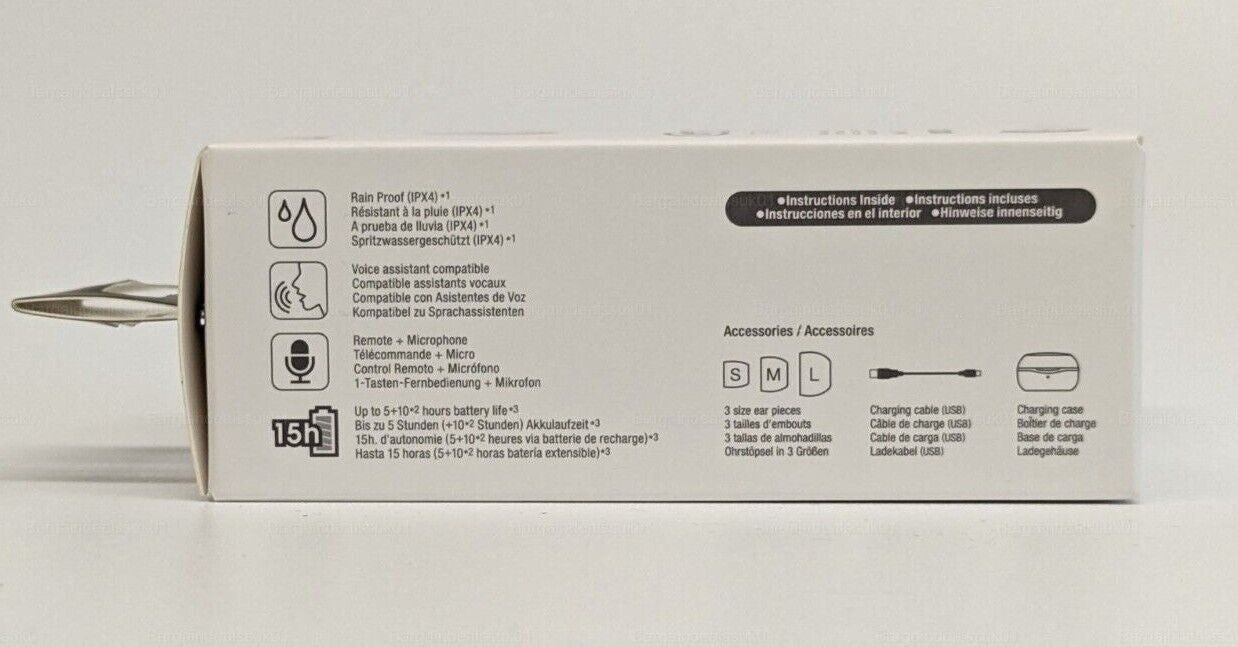 Rain Proof (IPX4)*1
Résistant à la pluie (IPX4)*1
A prueba de lluvia (IPX4)*1
Spritzwassergeschützt (IPX4)*1
Voice assistant compatible
Compatible assistants vocaux
Compatible con Asistentes de Voz
Kompatibel zu Sprachassistenten
Remote + Microphone
Télécommande + Micro
Control Remoto + Micrófono
1-Tasten-Fernbedienung + Mikrofon
15h
Up to 5+10*2 hours battery life*3
Bis zu 5 Stunden (+10*2 Stunden) Akkulaufzeit*3
15h. d'autonomie (5+10*2 heures via batterie de recharge)*3
Hasta 15 horas (5+10*2 horas batería extensible)*3
●Instructions Inside ●Instructions incluses
●Instrucciones en el interior ●Hinweise innenseitig
Accessories / Accessoires
S M L
3 size ear pieces
3 tailles d'embouts
3 tallas de almohadillas
Ohrstöpsel in 3 Größen
Charging cable (USB)
Câble de charge (USB)
Cable de carga (USB)
Ladekabel (USB)
Charging case
Boîtier de charge
Base de carga
Ladegehäuse